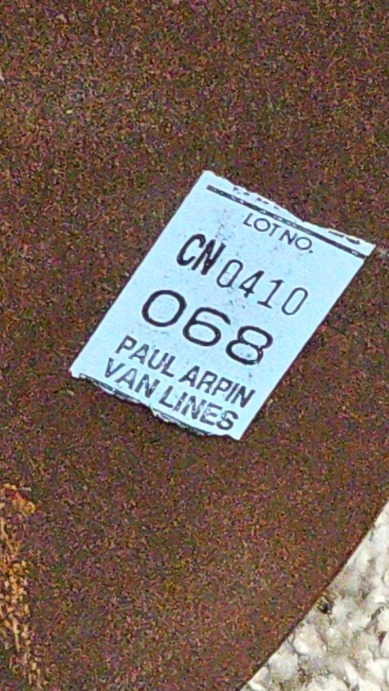 LOT NO.
CN0410
068
PAUL ARPIN
VAN LINES